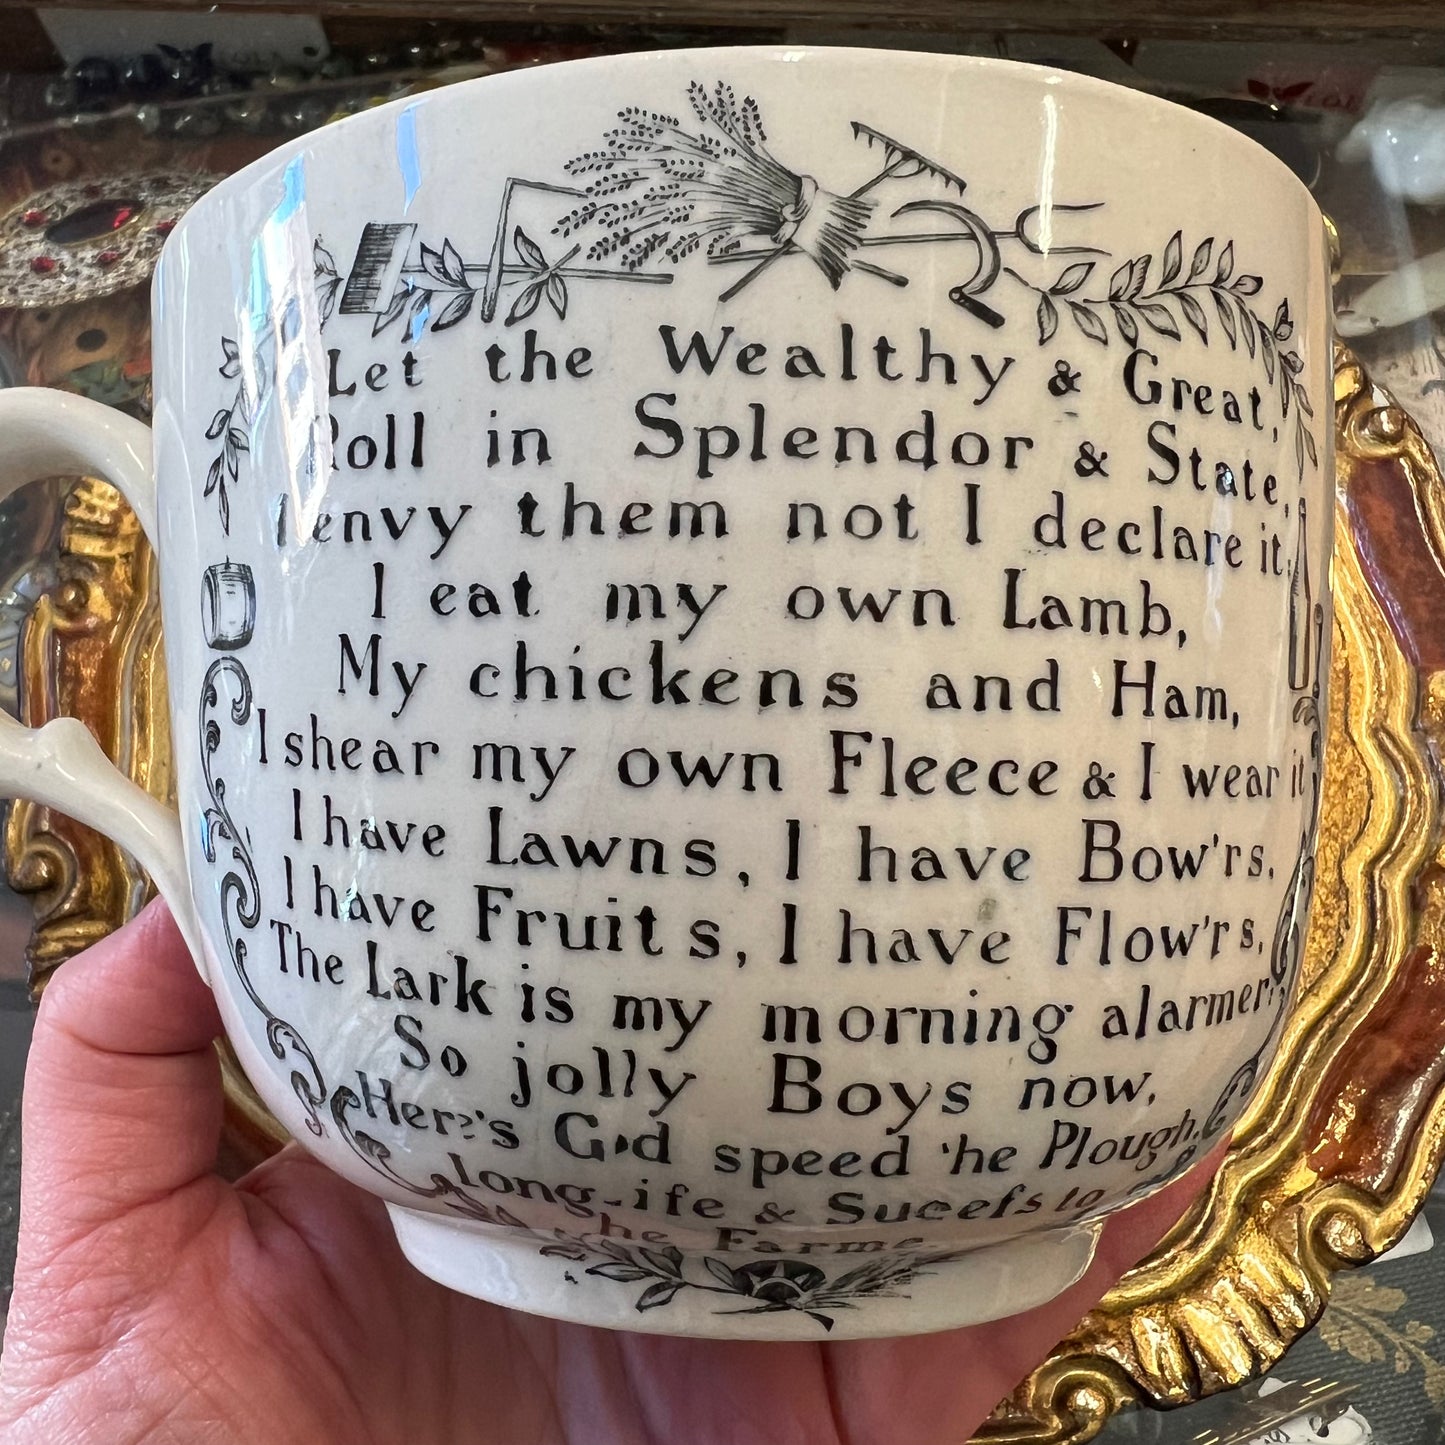 Let the Wealthy & Great,
Roll in Splendor & State,
I envy them not I declare it,
I eat my own Lamb,
My chickens and Ham,
I shear my own Fleece & I wear it
I have Lawns, I have Bow'rs,
I have Fruits, I have Flow'rs,
The Lark is my morning alarmer,
So jolly Boys now,
Here's God speed the Plough,
long life & Sucefs to
the Farmer